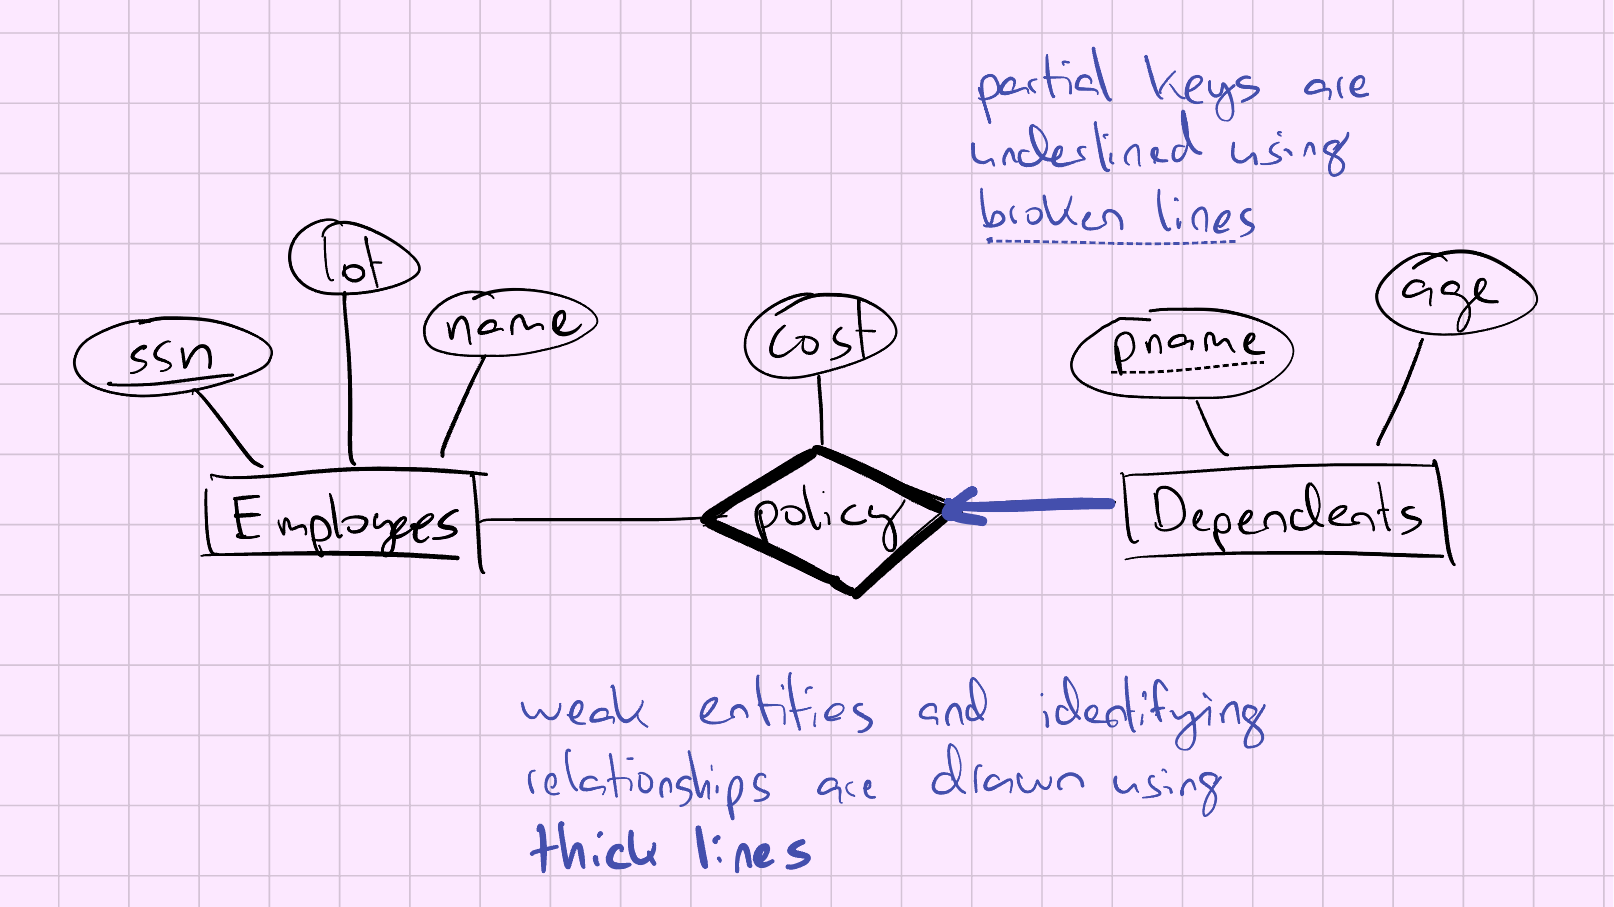 partial keys are
underlined using
broken lines
lot
age
name
cost
pname
ssn
Employees
policy
Dependents
weak entities and identifying
relationships are drawn using
thick lines